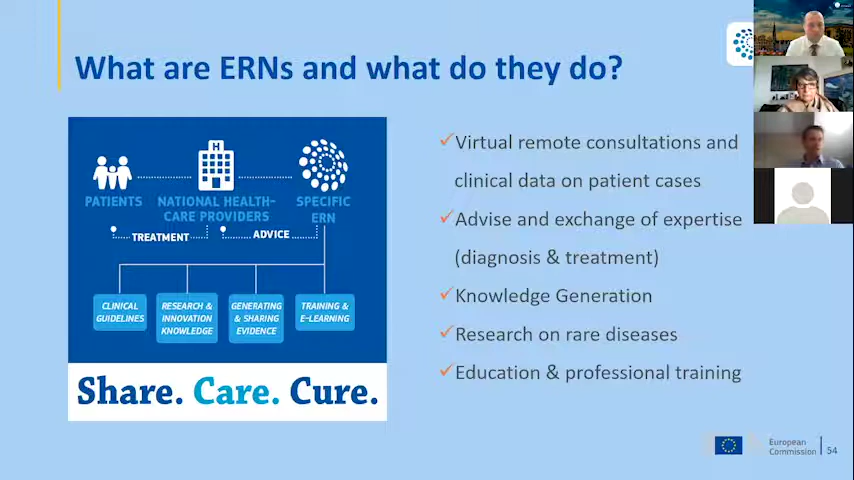 What are ERNs and what do they do?
H
PATIENTS
NATIONAL HEALTH-
CARE PROVIDERS
SPECIFIC
ERN
TREATMENT
ADVICE
CLINICAL
GUIDELINES
RESEARCH &
INNOVATION
KNOWLEDGE
GENERATING
& SHARING
EVIDENCE
TRAINING &
E-LEARNING
Share. Care. Cure.
Virtual remote consultations and
clinical data on patient cases
Advise and exchange of expertise
(diagnosis & treatment)
Knowledge Generation
Research on rare diseases
Education & professional training
European
Commission
54